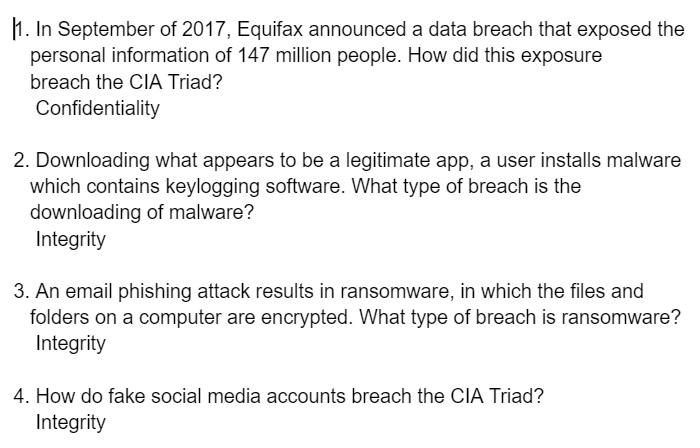 1. In September of 2017, Equifax announced a data breach that exposed the
personal information of 147 million people. How did this exposure
breach the CIA Triad?
Confidentiality
2. Downloading what appears to be a legitimate app, a user installs malware
which contains keylogging software. What type of breach is the
downloading of malware?
Integrity
3. An email phishing attack results in ransomware, in which the files and
folders on a computer are encrypted. What type of breach is ransomware?
Integrity
4. How do fake social media accounts breach the CIA Triad?
Integrity